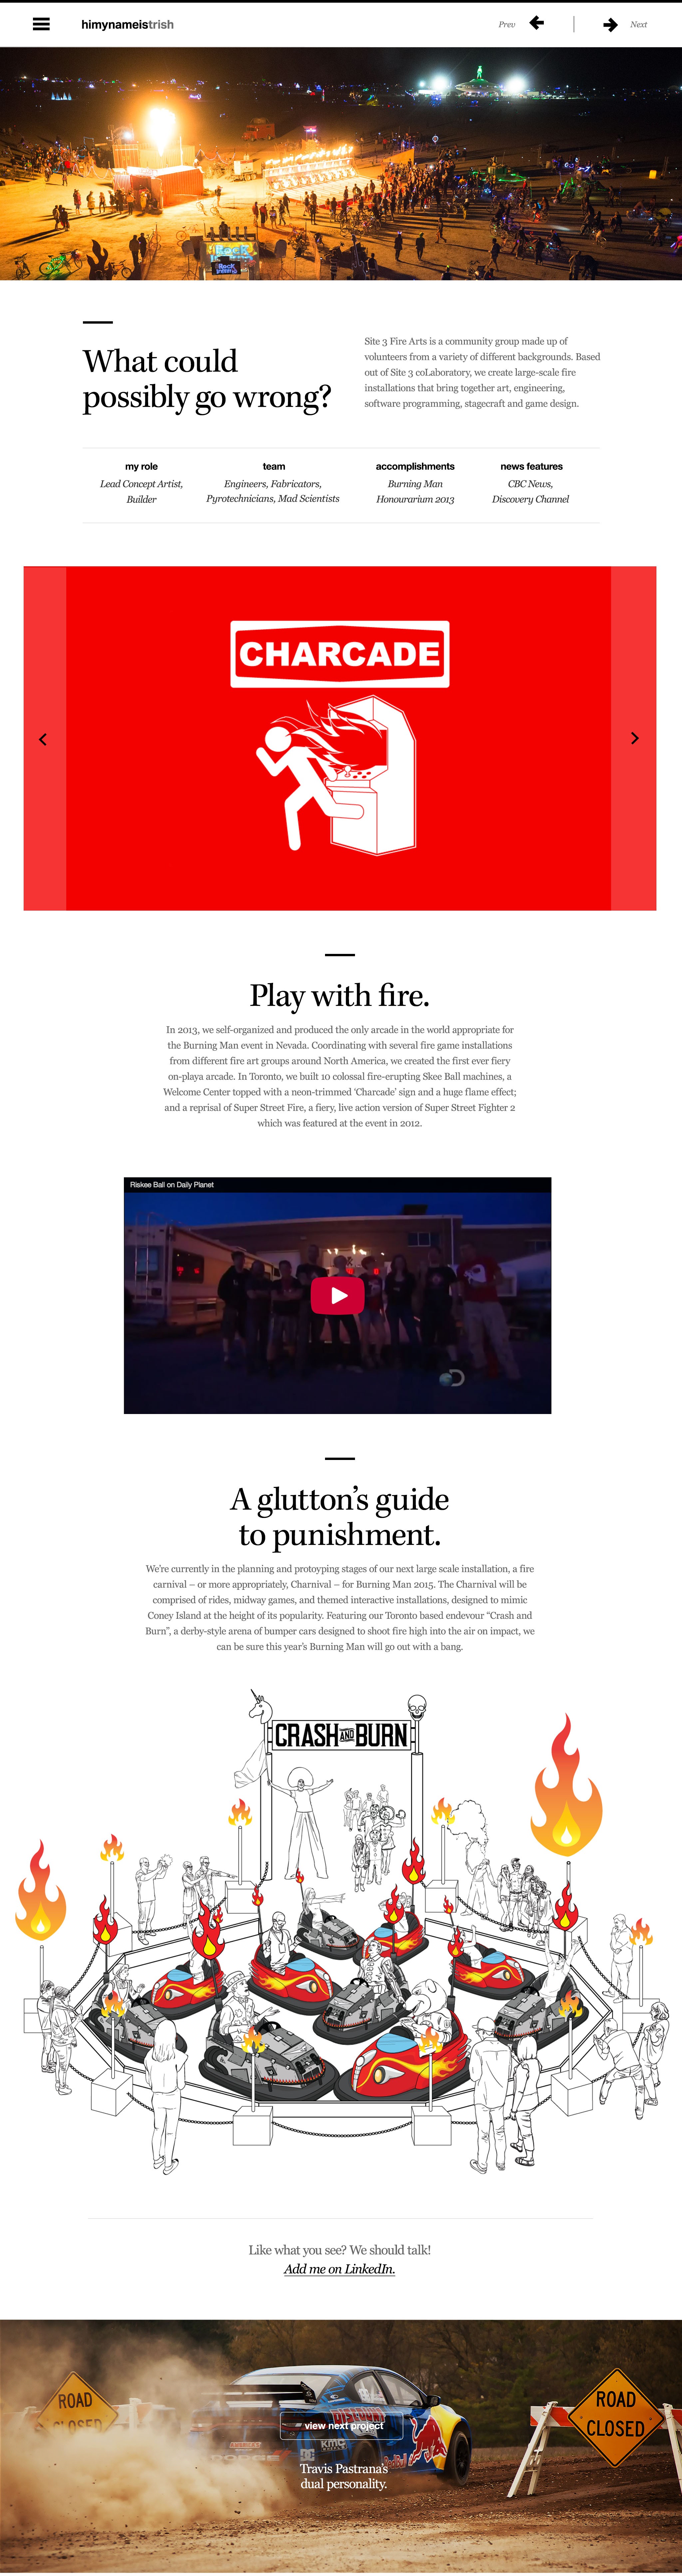 himynameistrish
Prev
Next
Rock
What could
possibly go wrong?
Site 3 Fire Arts is a community group made up of
volunteers from a variety of different backgrounds. Based
out of Site 3 coLaboratory, we create large-scale fire
installations that bring together art, engineering,
software programming, stagecraft and game design.
my role
Lead Concept Artist,
Builder
team
Engineers, Fabricators,
Pyrotechnicians, Mad Scientists
accomplishments
Burning Man
Honourarium 2013
news features
CBC News,
Discovery Channel
CHARCADE
Play with fire.
In 2013, we self-organized and produced the only arcade in the world appropriate for
the Burning Man event in Nevada. Coordinating with several fire game installations
from different fire art groups around North America, we created the first ever fiery
on-playa arcade. In Toronto, we built 10 colossal fire-erupting Skee Ball machines, a
Welcome Center topped with a neon-trimmed ‘Charcade’ sign and a huge flame effect;
and a reprisal of Super Street Fire, a fiery, live action version of Super Street Fighter 2
which was featured at the event in 2012.
Riskee Ball on Daily Planet
A glutton’s guide
to punishment.
We’re currently in the planning and protoyping stages of our next large scale installation, a fire
carnival – or more appropriately, Charnival – for Burning Man 2015. The Charnival will be
comprised of rides, midway games, and themed interactive installations, designed to mimic
Coney Island at the height of its popularity. Featuring our Toronto based endevour “Crash and
Burn”, a derby-style arena of bumper cars designed to shoot fire high into the air on impact, we
can be sure this year’s Burning Man will go out with a bang.
CRASH AND BURN
Like what you see? We should talk!
Add me on LinkedIn.
ROAD
CLOSED
view next project
DODGE
KMC
Red Bull
Travis Pastrana’s
dual personality.
ROAD
CLOSED